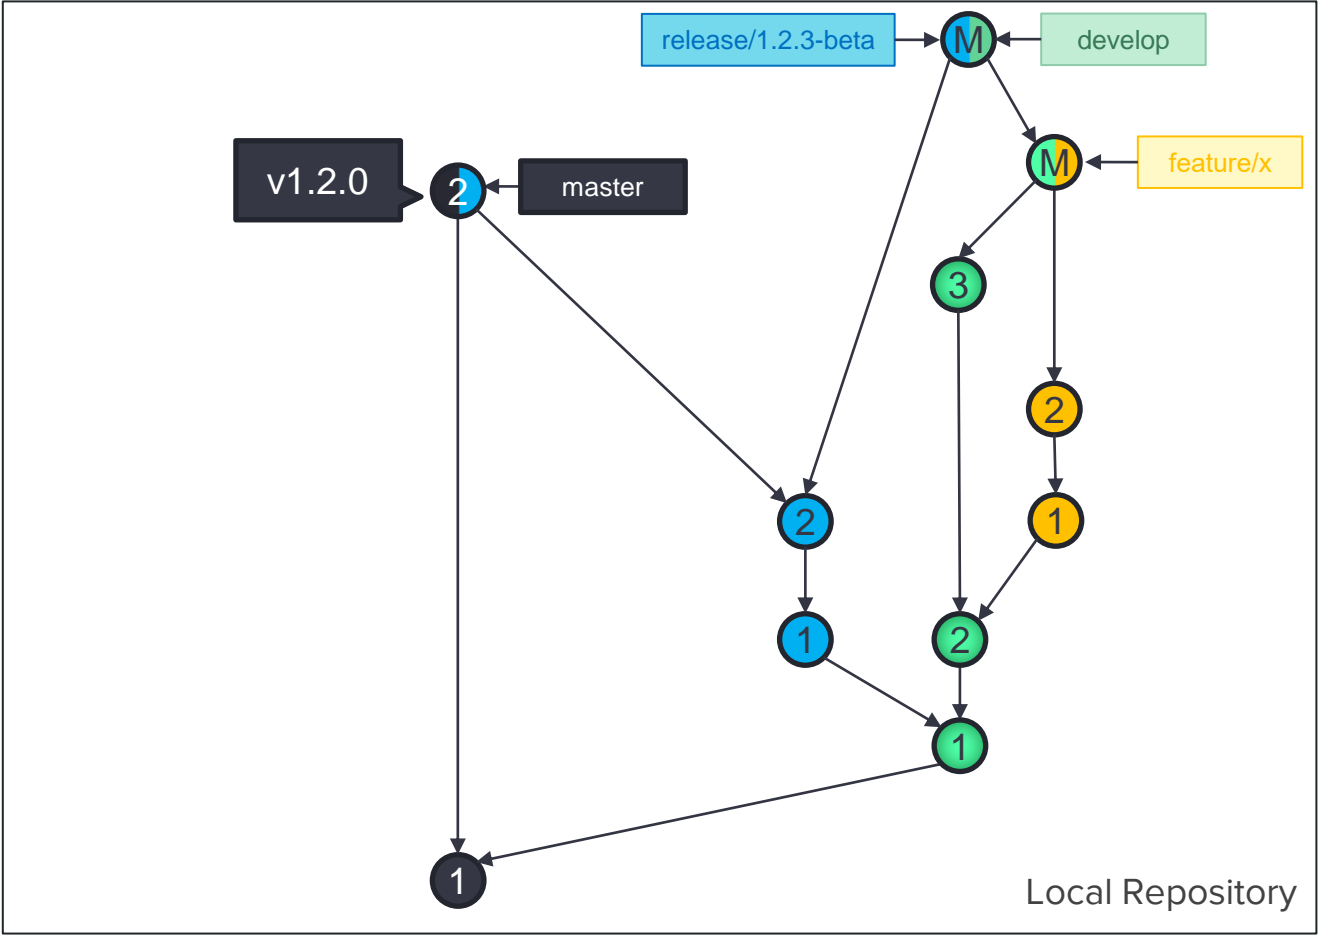 release/1.2.3-beta
M
develop
M
feature/x
v1.2.0
2
master
3
2
2
1
1
2
1
1
Local Repository